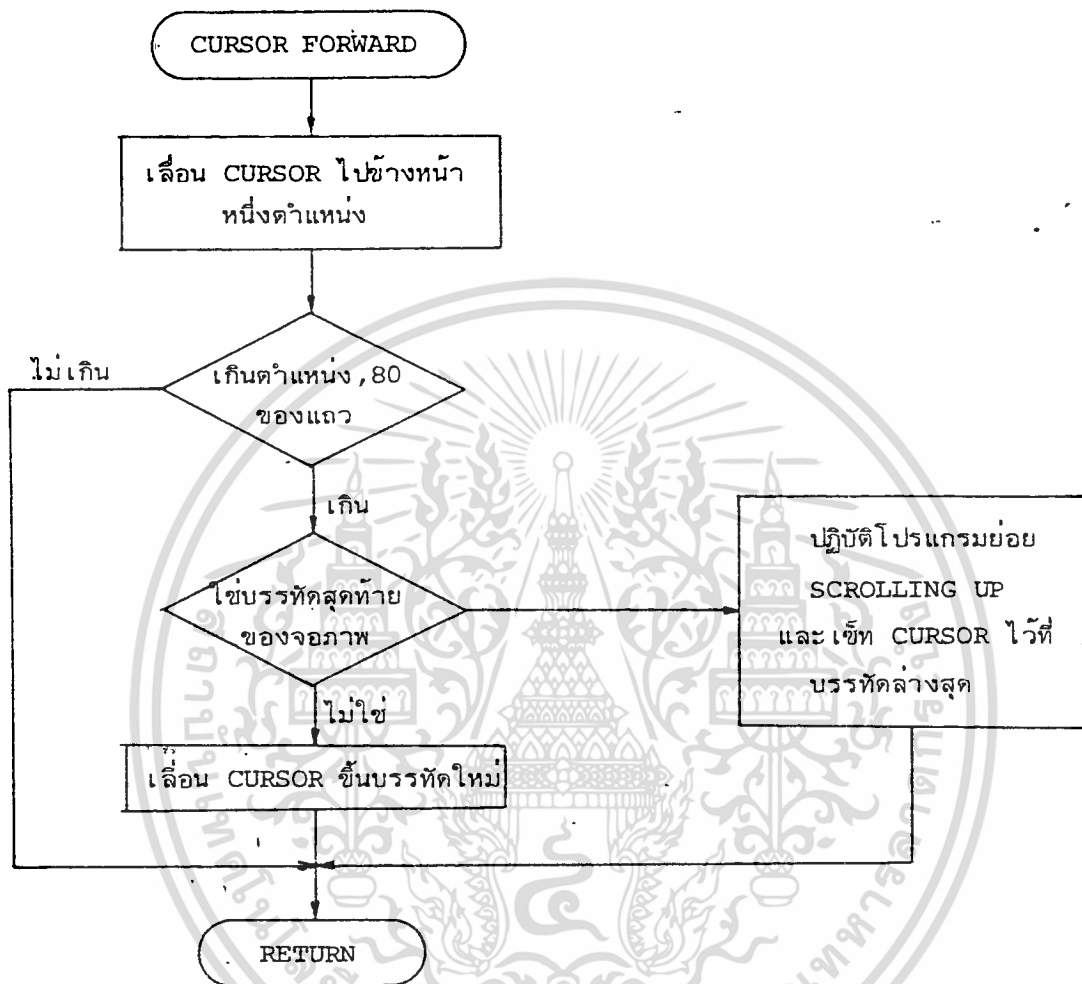 CURSOR FORWARD
เลื่อน CURSOR ไปข้างหน้า
หนึ่งตำแหน่ง
ไม่เกิน
เกินตำแหน่ง,80
ของแถว
เกิน
ใช่บรรทัดสุดท้าย
ของจอภาพ
ปฏิบัติโปรแกรมย่อย
SCROLLING UP
และเซ็ท CURSOR ไว้ที่
บรรทัดล่างสุด
ไม่ใช่
เลื่อน CURSOR ขึ้นบรรทัดใหม่
RETURN